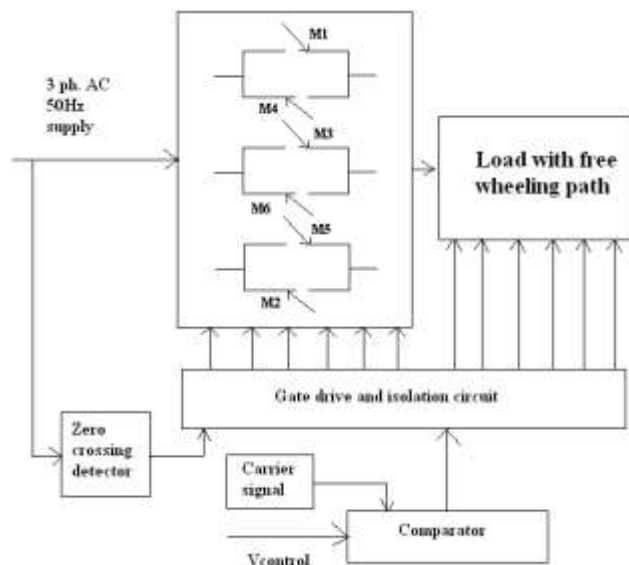 M1
3 ph. AC
50Hz
supply
M4
M3
Load with free
wheeling path
M6
M5
M2
Gate drive and isolation circuit
Zero
crossing
detector
Carrier
signal
Comparator
Vcontrol